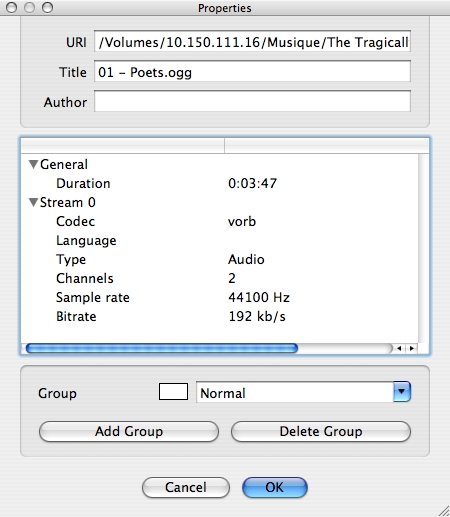 Properties
URI /Volumes/10.150.111.16/Musique/The Tragicall
Title 01 - Poets.ogg
Author
General
Duration 0:03:47
Stream 0
Codec vorb
Language
Type Audio
Channels 2
Sample rate 44100 Hz
Bitrate 192 kb/s
Group Normal
Add Group Delete Group
Cancel OK